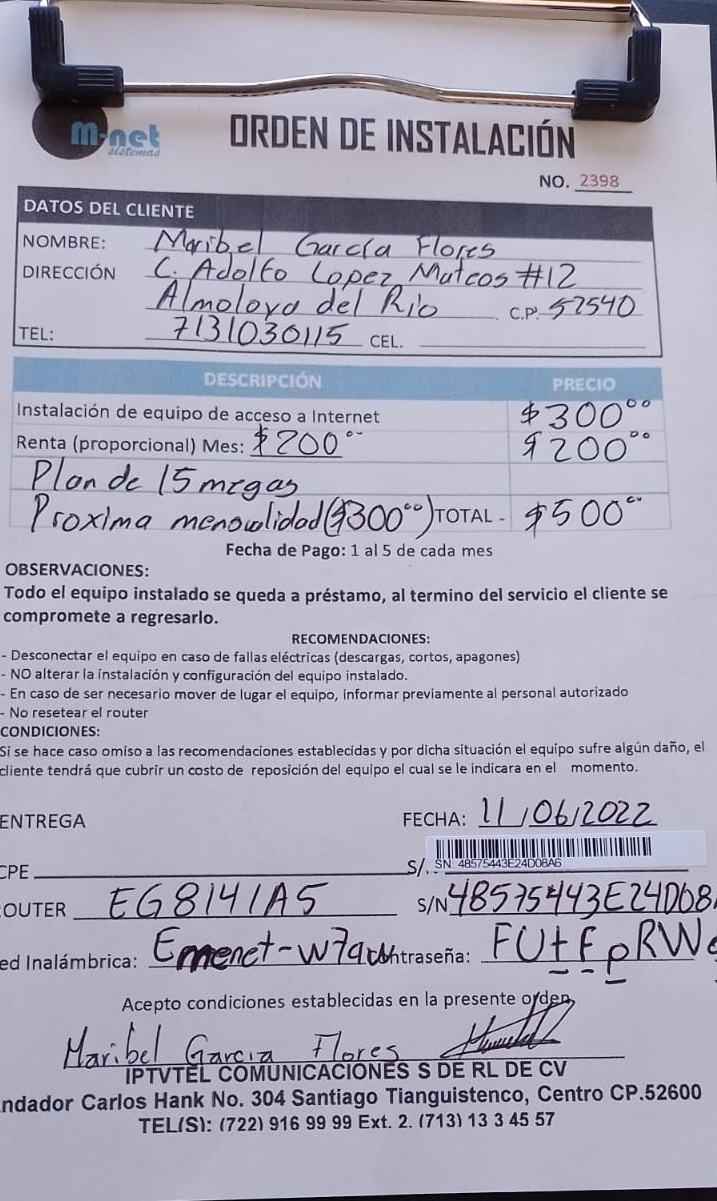 M-net
sistemas
ORDEN DE INSTALACIÓN
NO. 2398
DATOS DEL CLIENTE
NOMBRE: Maribel García Flores
DIRECCIÓN C. Adolfo Lopez Mateos #12
Almoloya del Rio C.P. 52540
TEL: 7131030115 CEL.
DESCRIPCIÓN PRECIO
Instalación de equipo de acceso a Internet $300.00
Renta (proporcional) Mes: $200.00 $200.00
Plan de 15 megas
Proxima menoualidad ($300.00) TOTAL - $500.00
Fecha de Pago: 1 al 5 de cada mes
OBSERVACIONES:
Todo el equipo instalado se queda a préstamo, al termino del servicio el cliente se
compromete a regresarlo.
RECOMENDACIONES:
- Desconectar el equipo en caso de fallas eléctricas (descargas, cortos, apagones)
- NO alterar la instalación y configuración del equipo instalado.
- En caso de ser necesario mover de lugar el equipo, informar previamente al personal autorizado
- No resetear el router
CONDICIONES:
Si se hace caso omiso a las recomendaciones establecidas y por dicha situación el equipo sufre algún daño, el
cliente tendrá que cubrir un costo de reposición del equipo el cual se le indicara en el momento.
ENTREGA FECHA: 11/06/2022
CPE S/. SN: 48575443E24D08A6
OUTER EG8141A5 S/N 48575443E24D08
ed Inalámbrica: Emenet- ntraseña: FUtFpRW
Acepto condiciones establecidas en la presente orden
Maribel Garcia Flores
IPTVTEL COMUNICACIONES S DE RL DE CV
ndador Carlos Hank No. 304 Santiago Tianguistenco, Centro CP.52600
TEL(S): (722) 916 99 99 Ext. 2. (713) 13 3 45 57